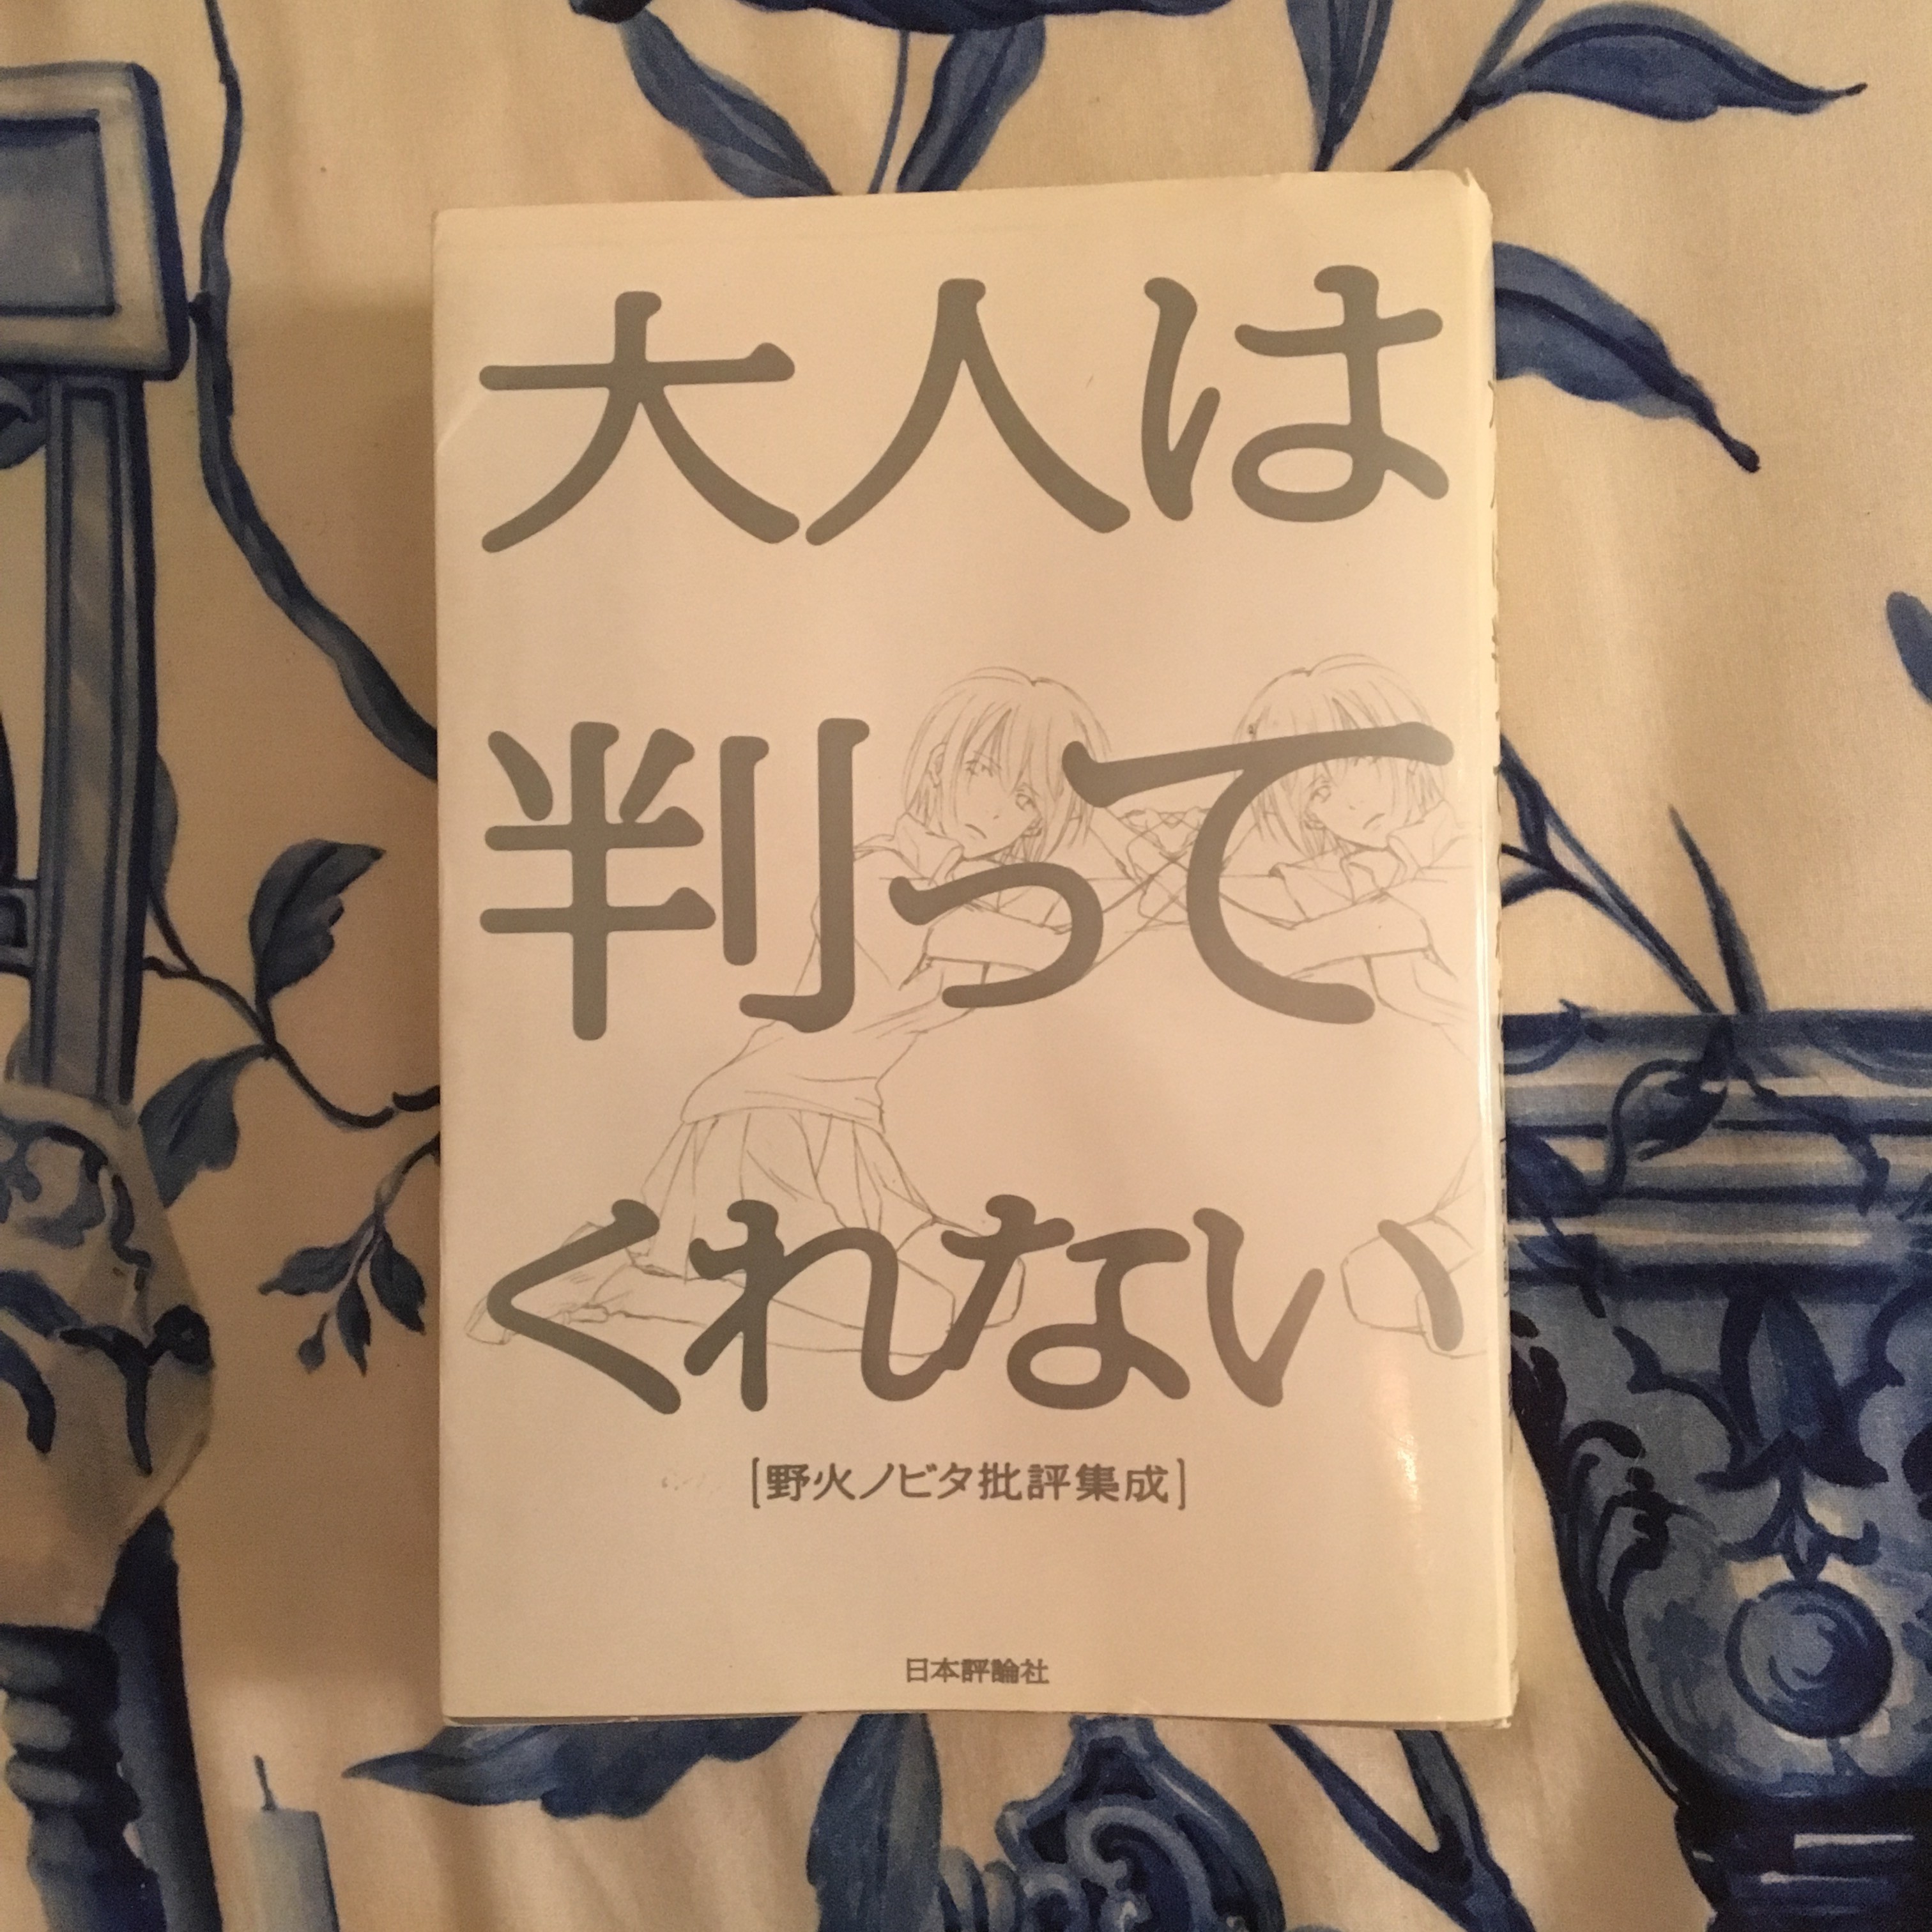 大人は
判って
くれない
[野火ノビタ批評集成]
日本評論社